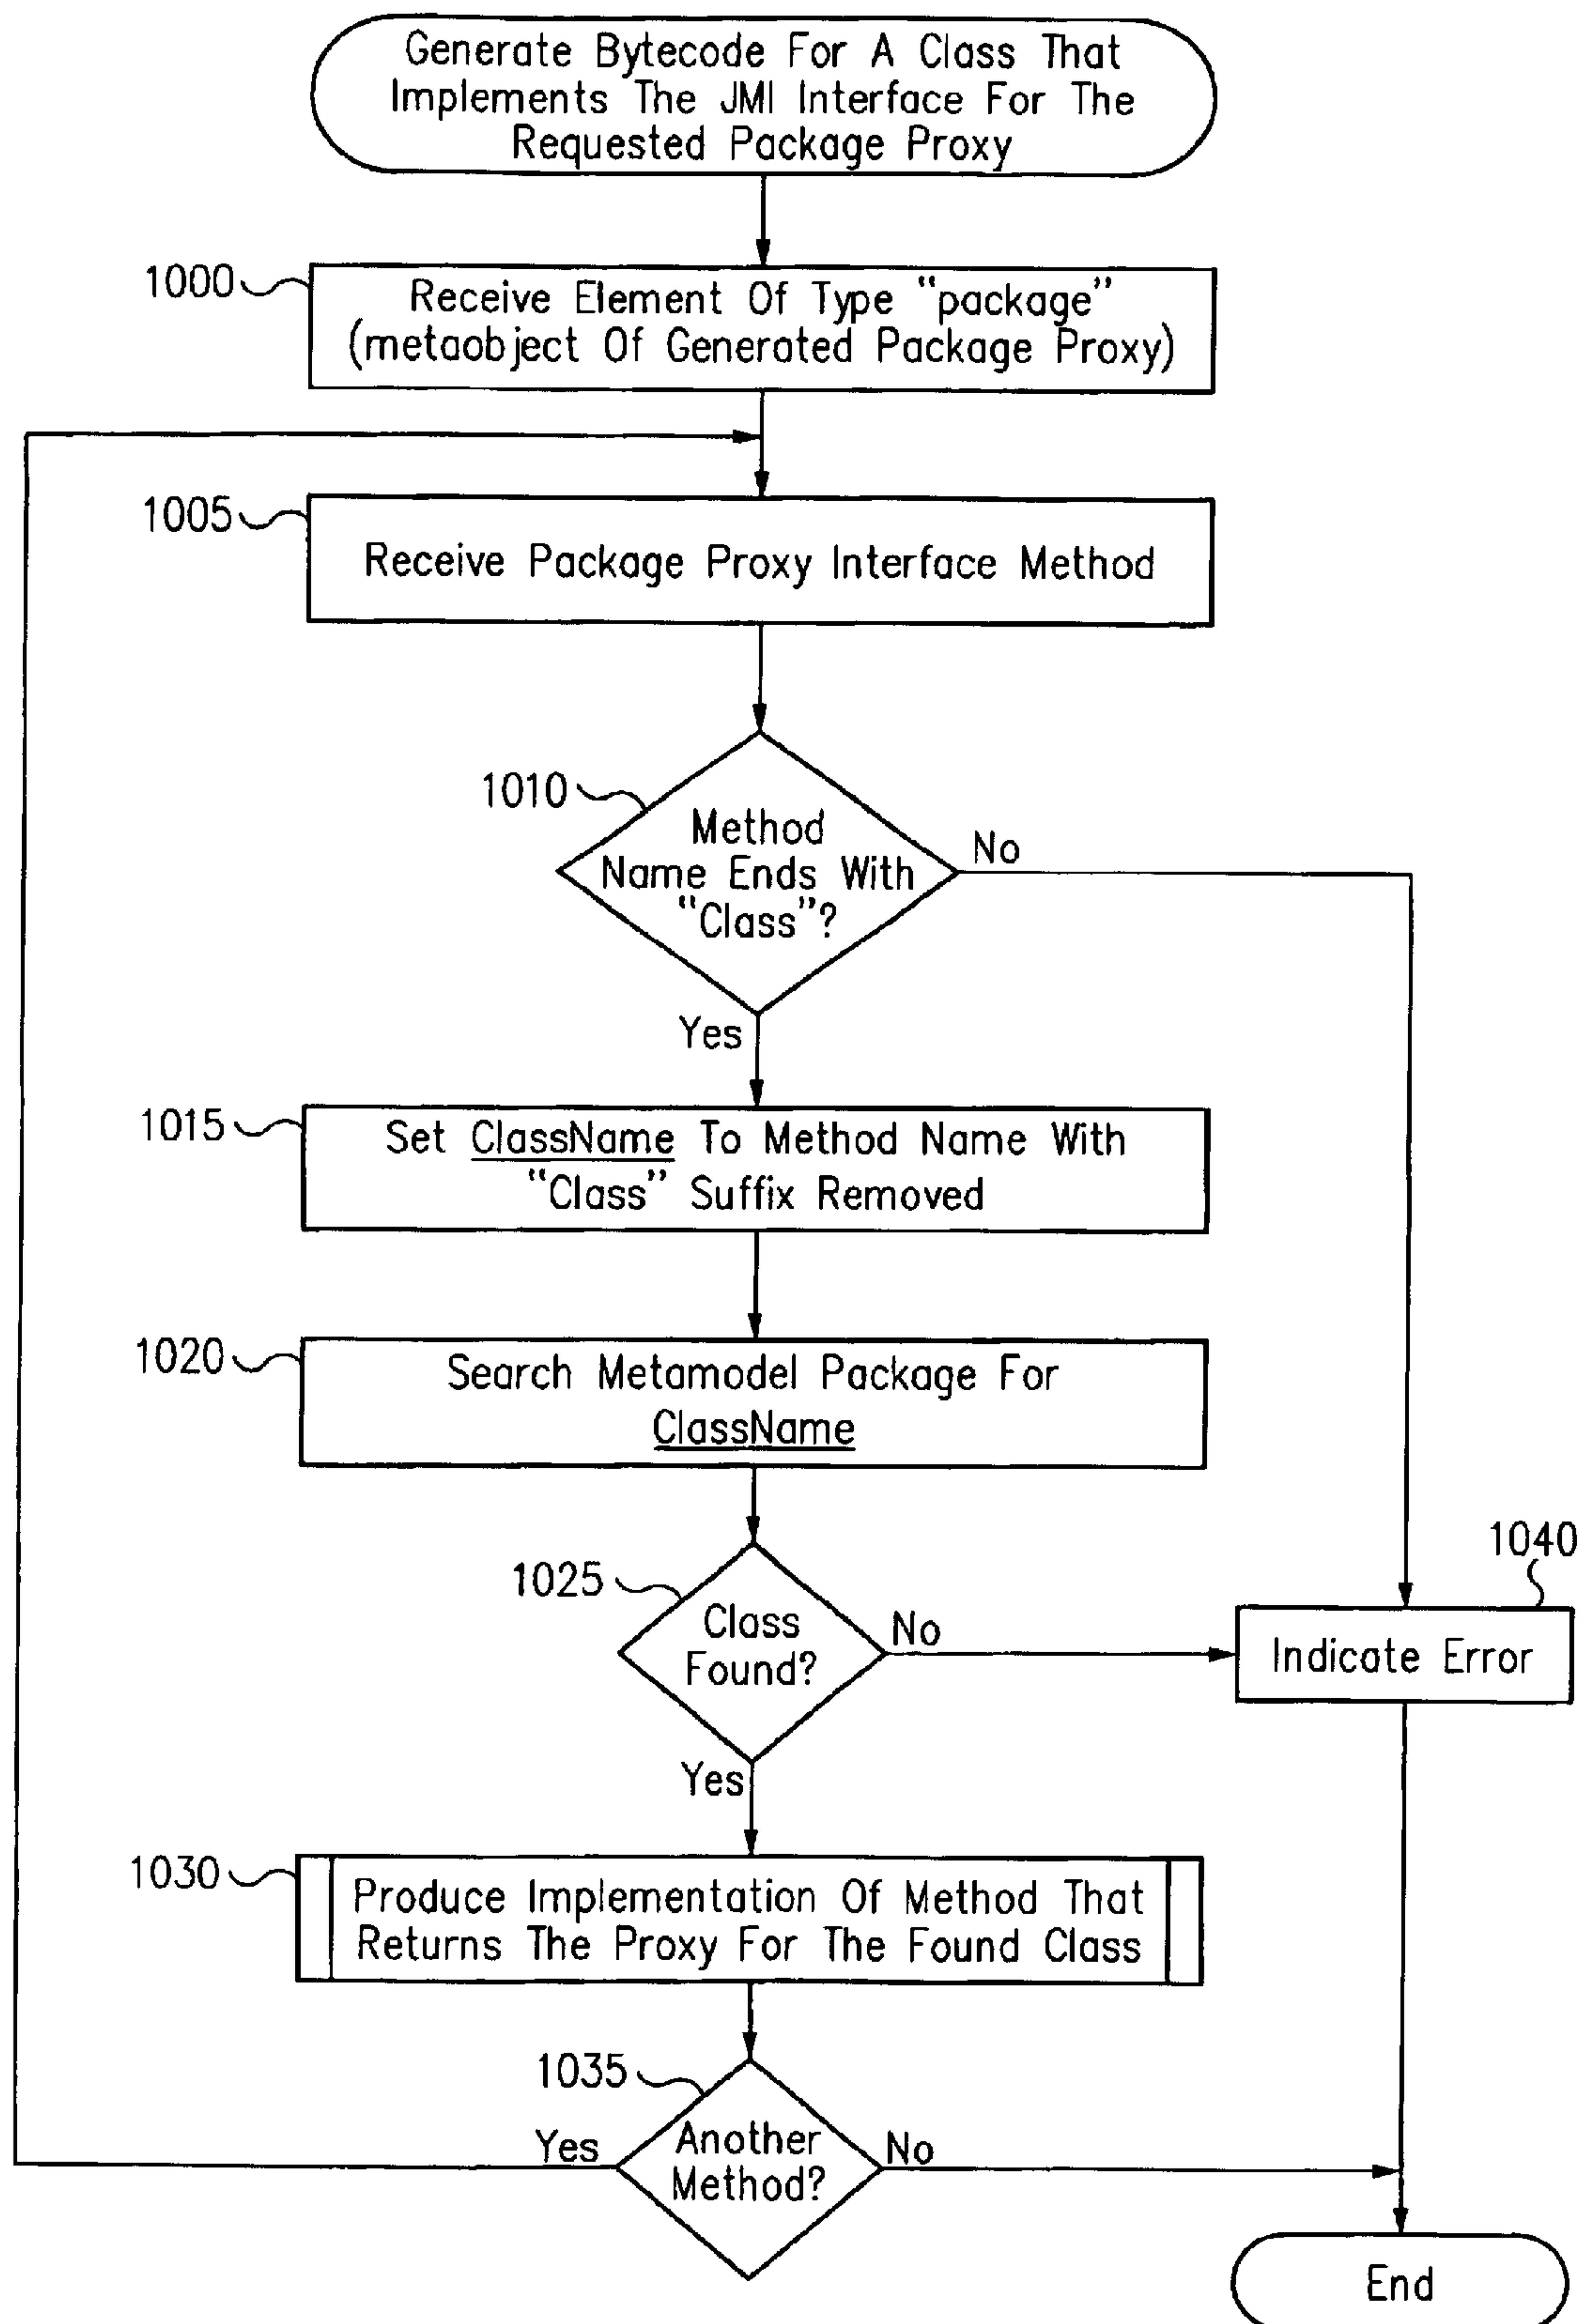 Generate Bytecode For A Class That
Implements The JMI Interface For The
Requested Package Proxy
1000
Receive Element Of Type “package”
(metaobject Of Generated Package Proxy)
1005
Receive Package Proxy Interface Method
1010
Method
Name Ends With
“Class”?
No
Yes
1015
Set ClassName To Method Name With
“Class” Suffix Removed
1020
Search Metamodel Package For
ClassName
1025
Class
Found?
No
1040
Indicate Error
Yes
1030
Produce Implementation Of Method That
Returns The Proxy For The Found Class
1035
Yes
Another
Method?
No
End